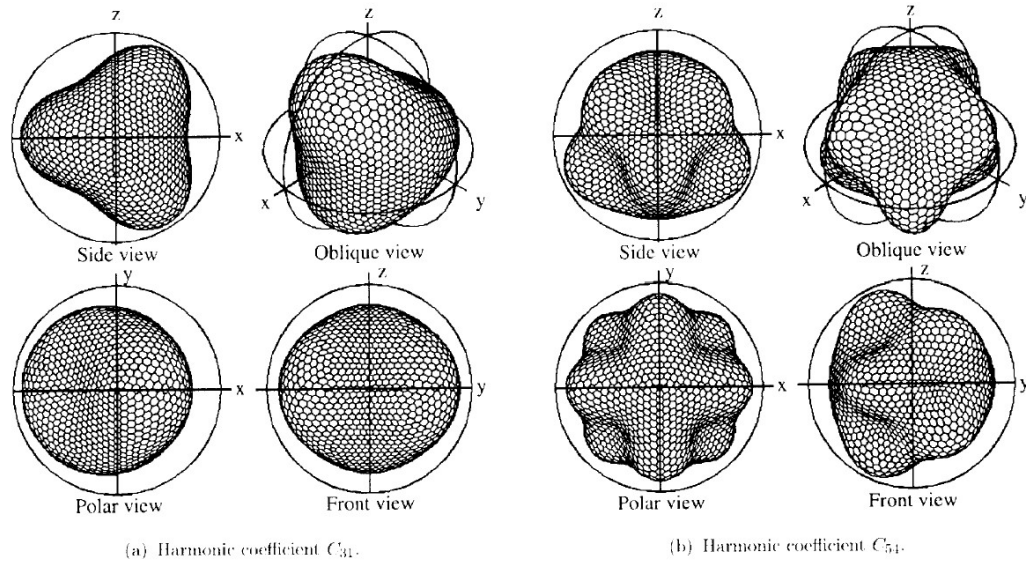 z
x
Side view
z
x
y
Oblique view
y
x
Polar view
z
y
Front view
(a) Harmonic coefficient C₃₁.
z
x
Side view
z
x
y
Oblique view
y
x
Polar view
z
y
Front view
(b) Harmonic coefficient C₅₄.